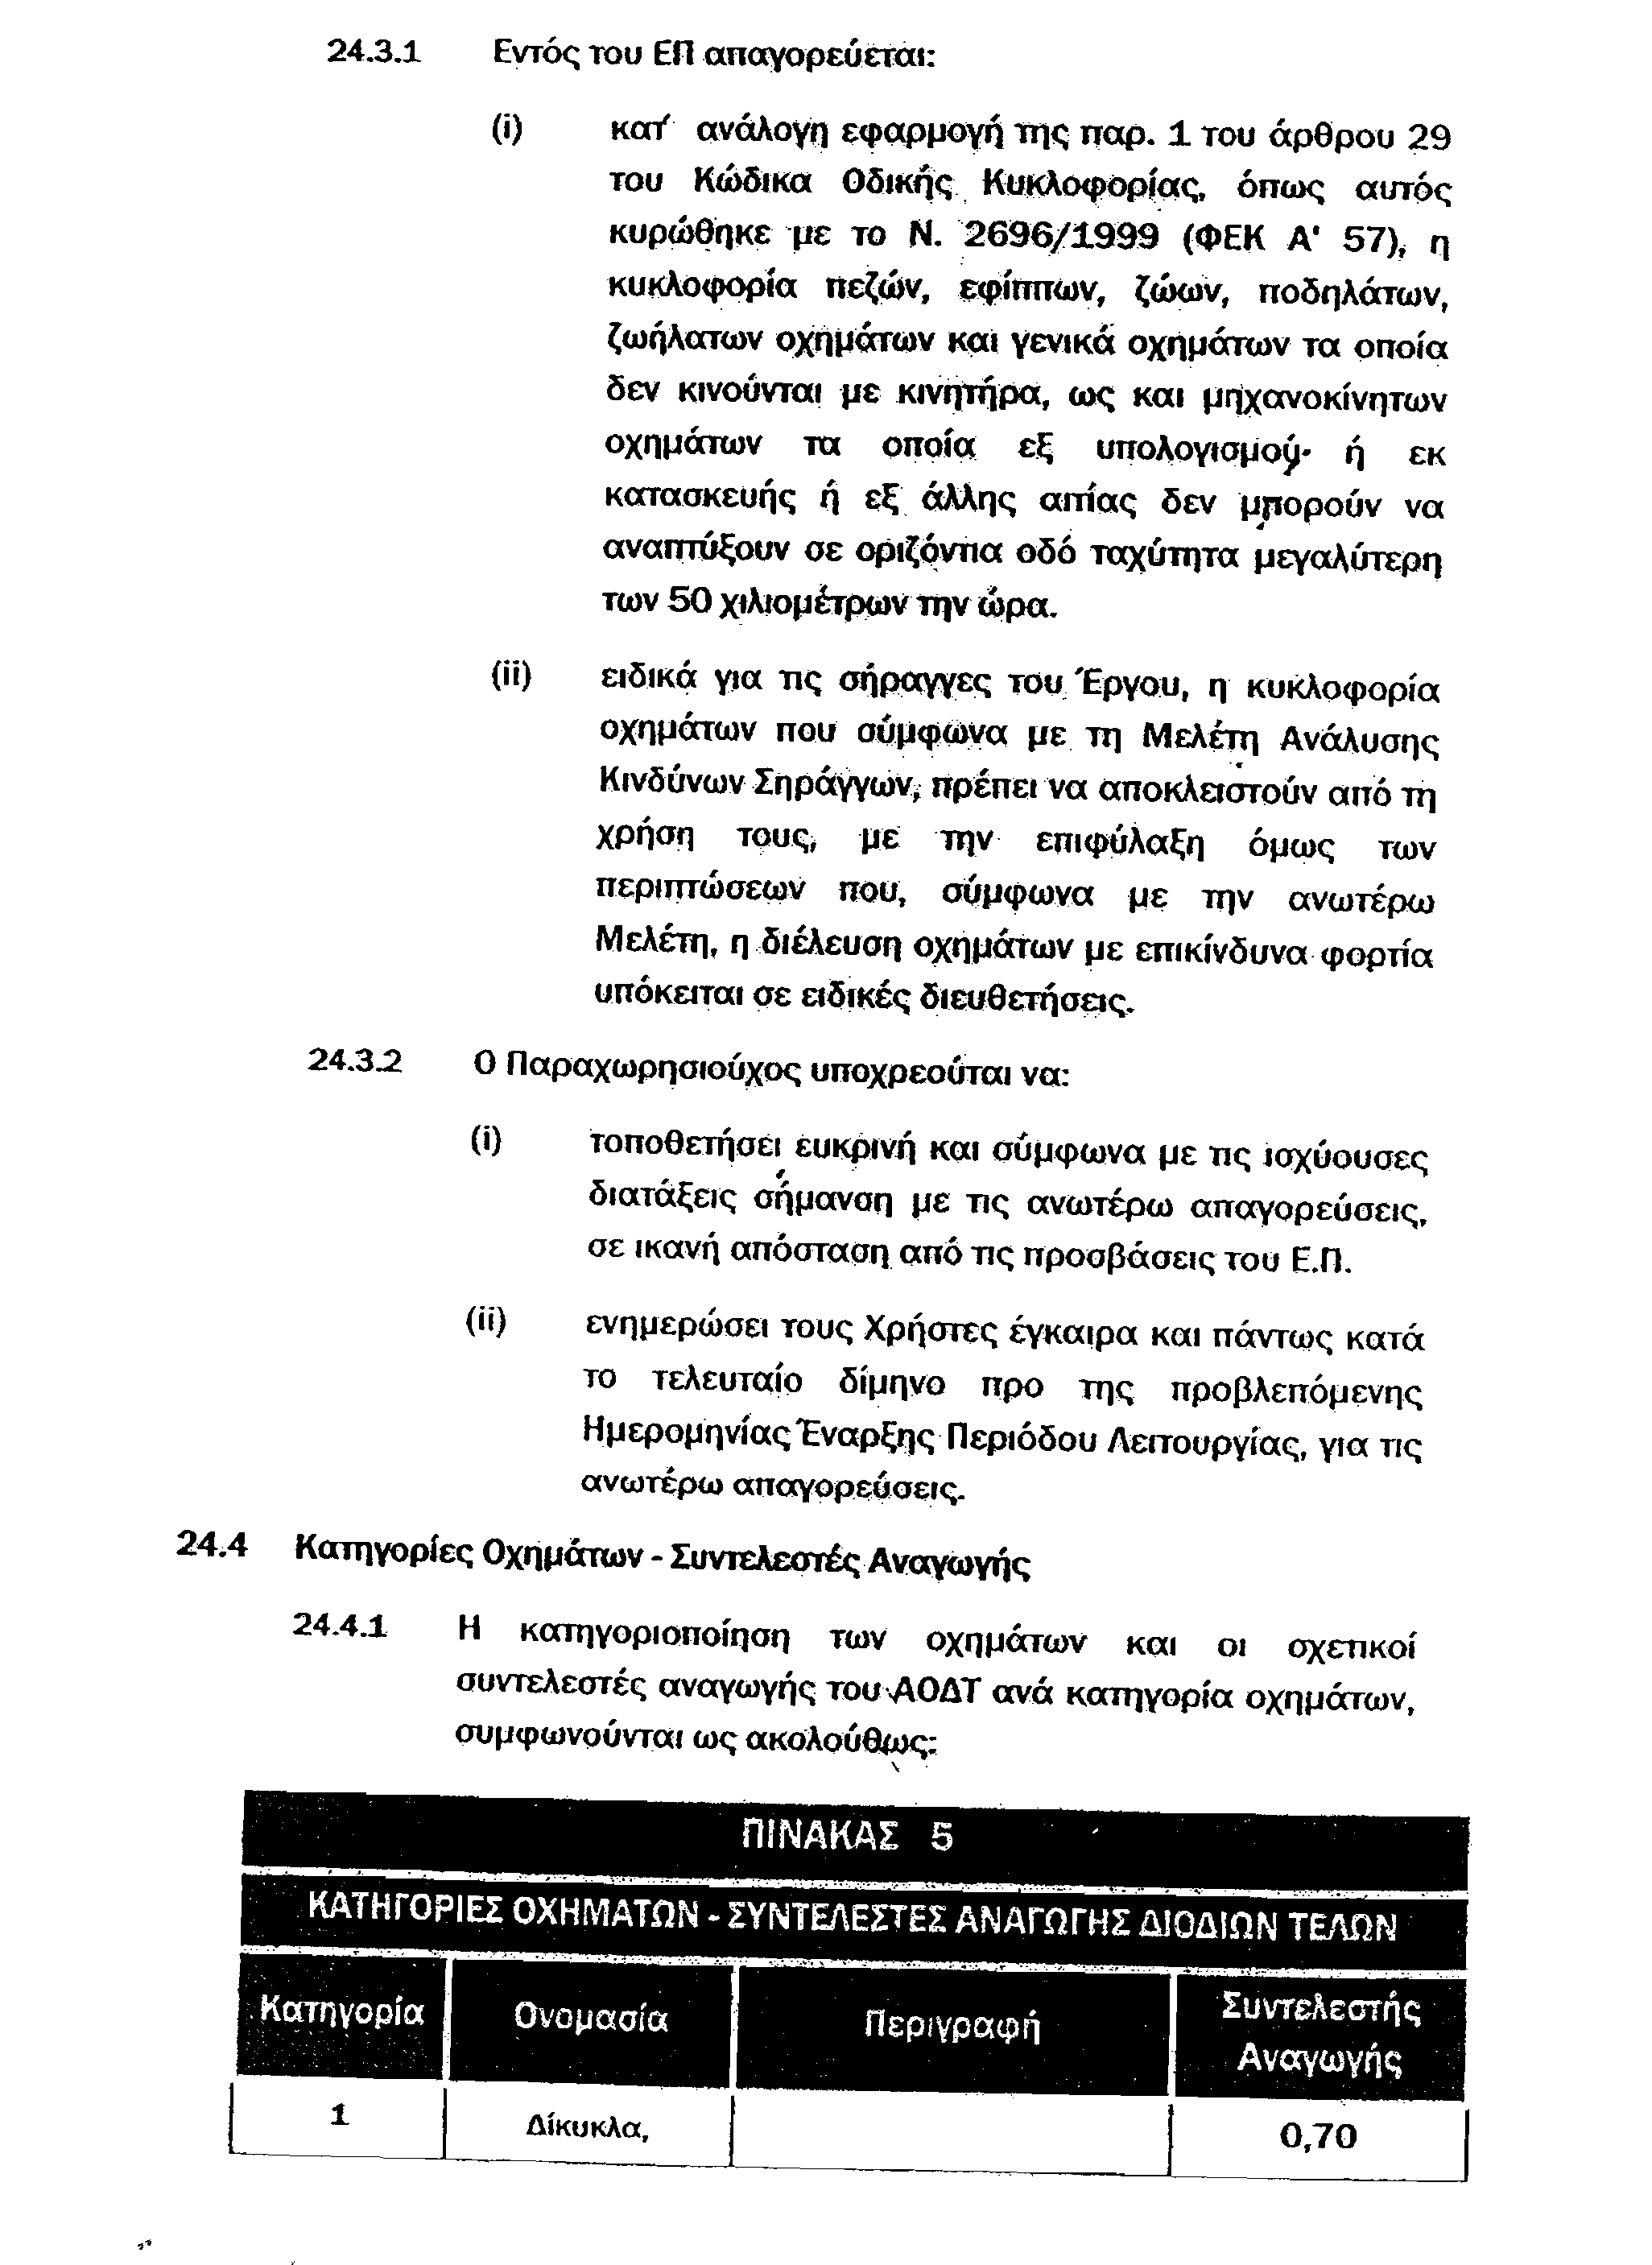 24.3.1 Εντός του ΕΠ απαγορεύεται:
(i) κατ' ανάλογη εφαρμογή της παρ. 1 του άρθρου 29
του Κώδικα Οδικής Κυκλοφορίας, όπως αυτός
κυρώθηκε με το Ν. 2696/1999 (ΦΕΚ Α' 57), η
κυκλοφορία πεζών, εφίππων, ζώων, ποδηλάτων,
ζωήλατων οχημάτων και γενικά οχημάτων τα οποία
δεν κινούνται με κινητήρα, ως και μηχανοκίνητων
οχημάτων τα οποία εξ υπολογισμού ή εκ
κατασκευής ή εξ άλλης αιτίας δεν μπορούν να
αναπτύξουν σε οριζόντια οδό ταχύτητα μεγαλύτερη
των 50 χιλιομέτρων την ώρα.
(ii) ειδικά για τις σήραγγες του Έργου, η κυκλοφορία
οχημάτων που σύμφωνα με τη Μελέτη Ανάλυσης
Κινδύνων Σηράγγων, πρέπει να αποκλειστούν από τη
χρήση τους, με την επιφύλαξη όμως των
περιπτώσεων που, σύμφωνα με την ανωτέρω
Μελέτη, η διέλευση οχημάτων με επικίνδυνα φορτία
υπόκειται σε ειδικές διευθετήσεις.
24.3.2 Ο Παραχωρησιούχος υποχρεούται να:
(i) τοποθετήσει ευκρινή και σύμφωνα με τις ισχύουσες
διατάξεις σήμανση με τις ανωτέρω απαγορεύσεις,
σε ικανή απόσταση από τις προσβάσεις του Ε.Π.
(ii) ενημερώσει τους Χρήστες έγκαιρα και πάντως κατά
το τελευταίο δίμηνο προ της προβλεπόμενης
Ημερομηνίας Έναρξης Περιόδου Λειτουργίας, για τις
ανωτέρω απαγορεύσεις.
24.4 Κατηγορίες Οχημάτων - Συντελεστές Αναγωγής
24.4.1 Η κατηγοριοποίηση των οχημάτων και οι σχετικοί
συντελεστές αναγωγής του ΑΟΔΤ ανά κατηγορία οχημάτων,
συμφωνούνται ως ακολούθως:
ΠΙΝΑΚΑΣ 5
ΚΑΤΗΓΟΡΙΕΣ ΟΧΗΜΑΤΩΝ - ΣΥΝΤΕΛΕΣΤΕΣ ΑΝΑΓΩΓΗΣ ΔΙΟΔΙΩΝ ΤΕΛΩΝ
Κατηγορία Ονομασία Περιγραφή Συντελεστής
Αναγωγής
1 Δίκυκλα, 0,70